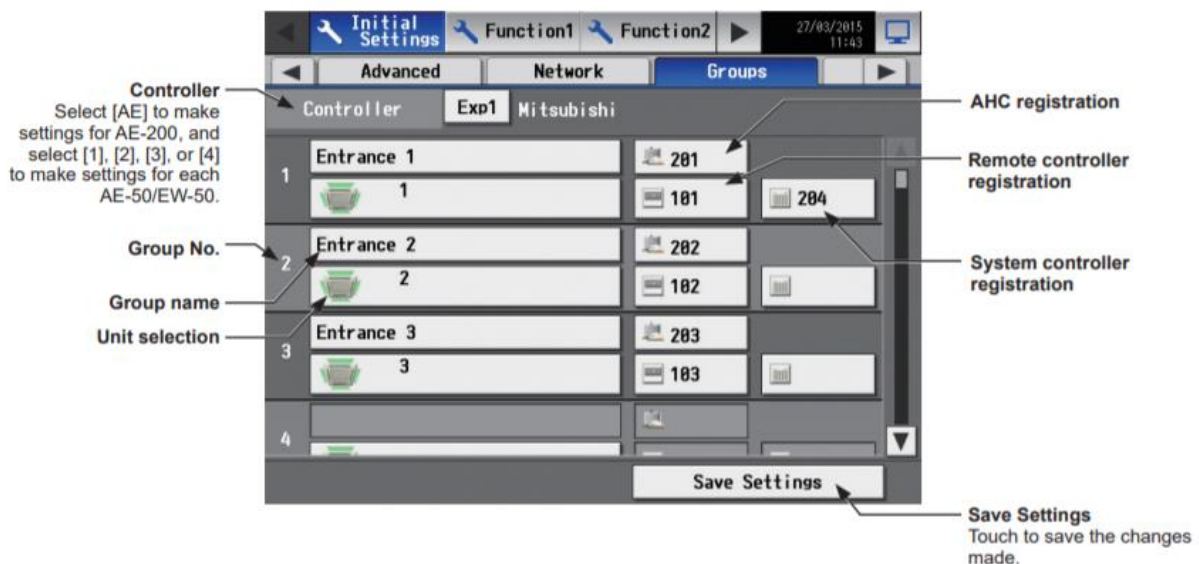 Initial Settings
Function1
Function2
27/03/2015
11:43
Advanced
Network
Groups
Controller
Exp1
Mitsubishi
1
Entrance 1
201
1
101
204
2
Entrance 2
202
2
102
3
Entrance 3
203
3
103
4
Save Settings
Controller
Select [AE] to make
settings for AE-200, and
select [1], [2], [3], or [4]
to make settings for each
AE-50/EW-50.
Group No.
Group name
Unit selection
AHC registration
Remote controller
registration
System controller
registration
Save Settings
Touch to save the changes
made.